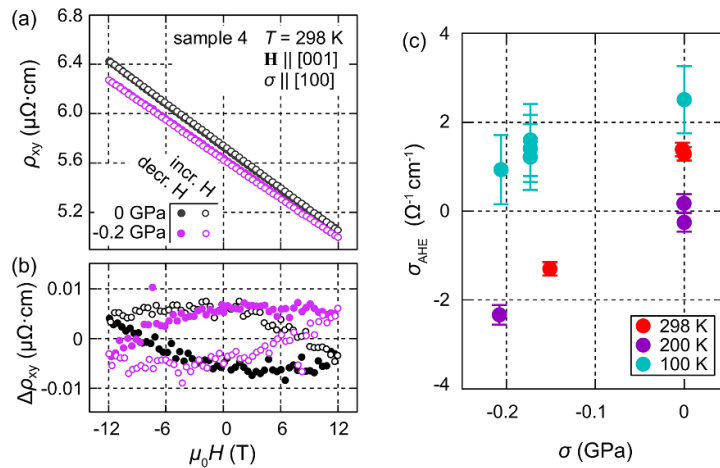 (a)
6.8
6.4
6.0
5.6
5.2
ρxy (μΩ·cm)
sample 4
T = 298 K
H || [001]
σ || [100]
decr. H
incr. H
0 GPa
-0.2 GPa
(b)
0.01
0
-0.01
Δρxy (μΩ·cm)
-12 -6 0 6 12
μ0H (T)
(c)
4
2
0
-2
-4
σAHE (Ω-1 cm-1)
298 K
200 K
100 K
-0.2 -0.1 0
σ (GPa)